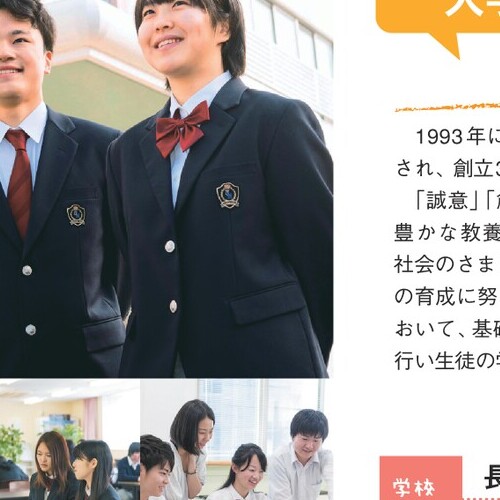 1993年に
され、創立3
「誠意」「
豊かな教養
社会のさま
の育成に努
おいて、基礎
行い生徒の学
学校
長